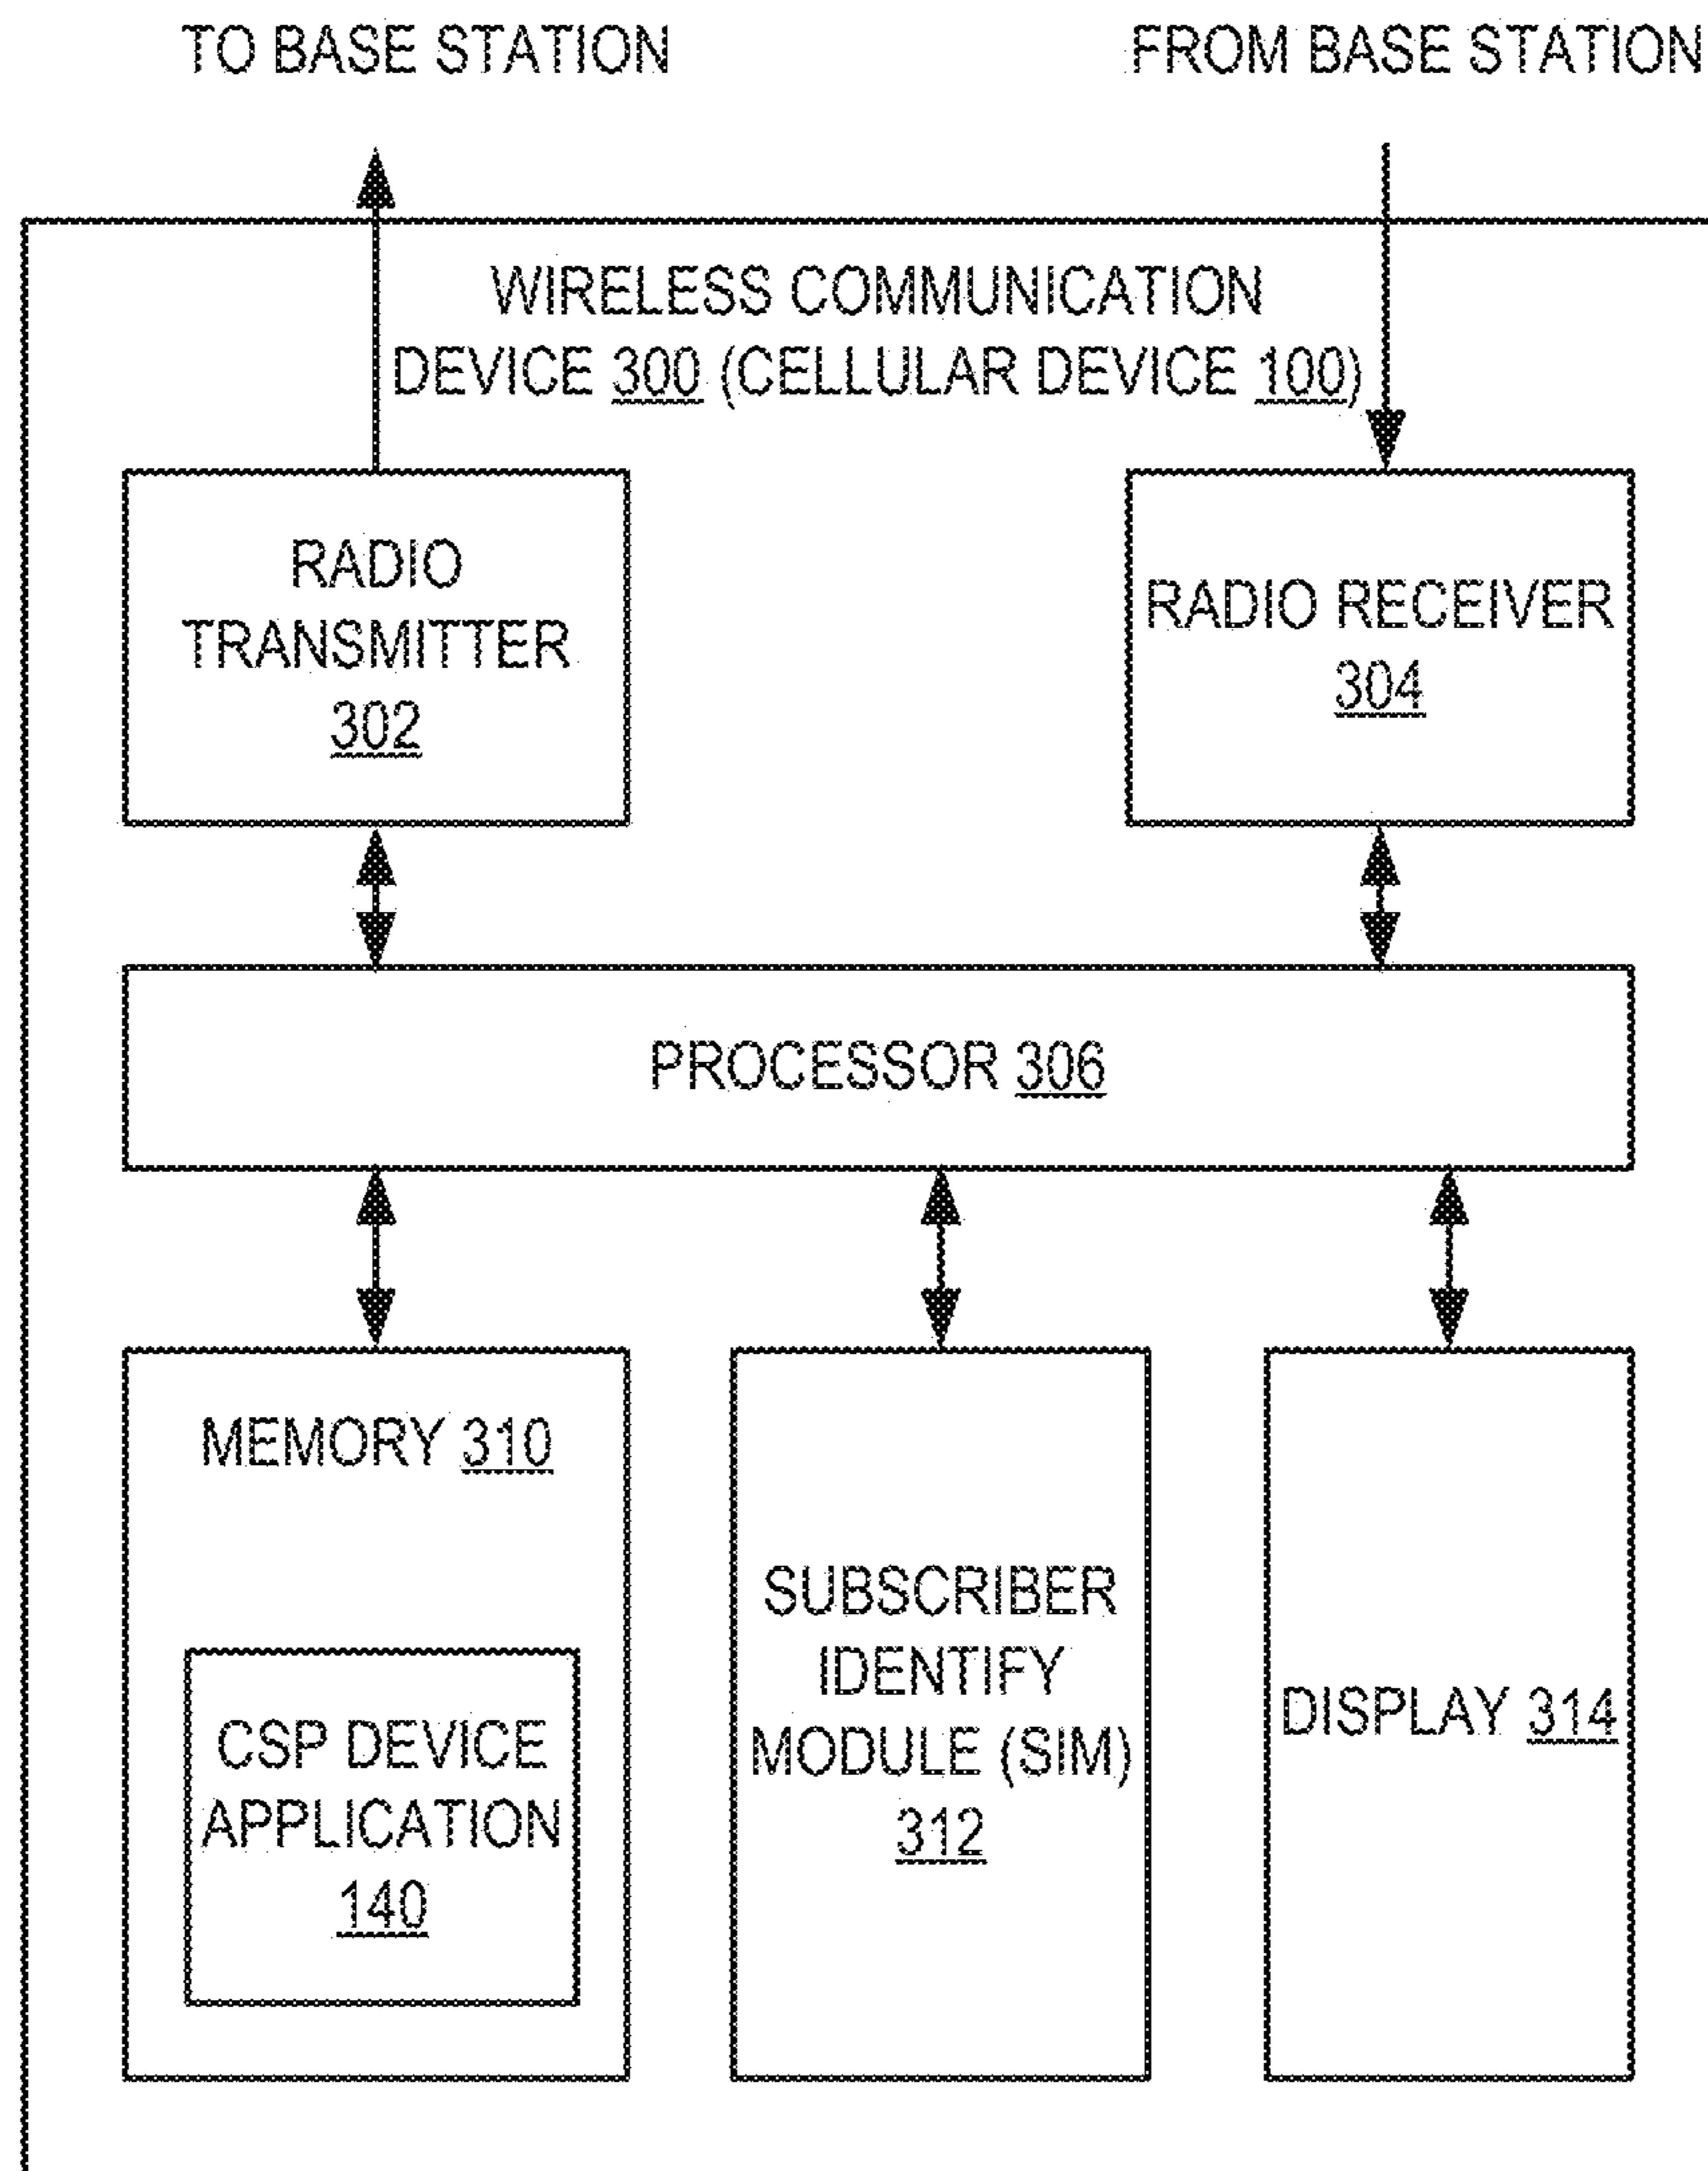 TO BASE STATION
FROM BASE STATION
WIRELESS COMMUNICATION
DEVICE 300 (CELLULAR DEVICE 100)
RADIO
TRANSMITTER
302
RADIO RECEIVER
304
PROCESSOR 306
MEMORY 310
CSP DEVICE
APPLICATION
140
SUBSCRIBER
IDENTIFY
MODULE (SIM)
312
DISPLAY 314